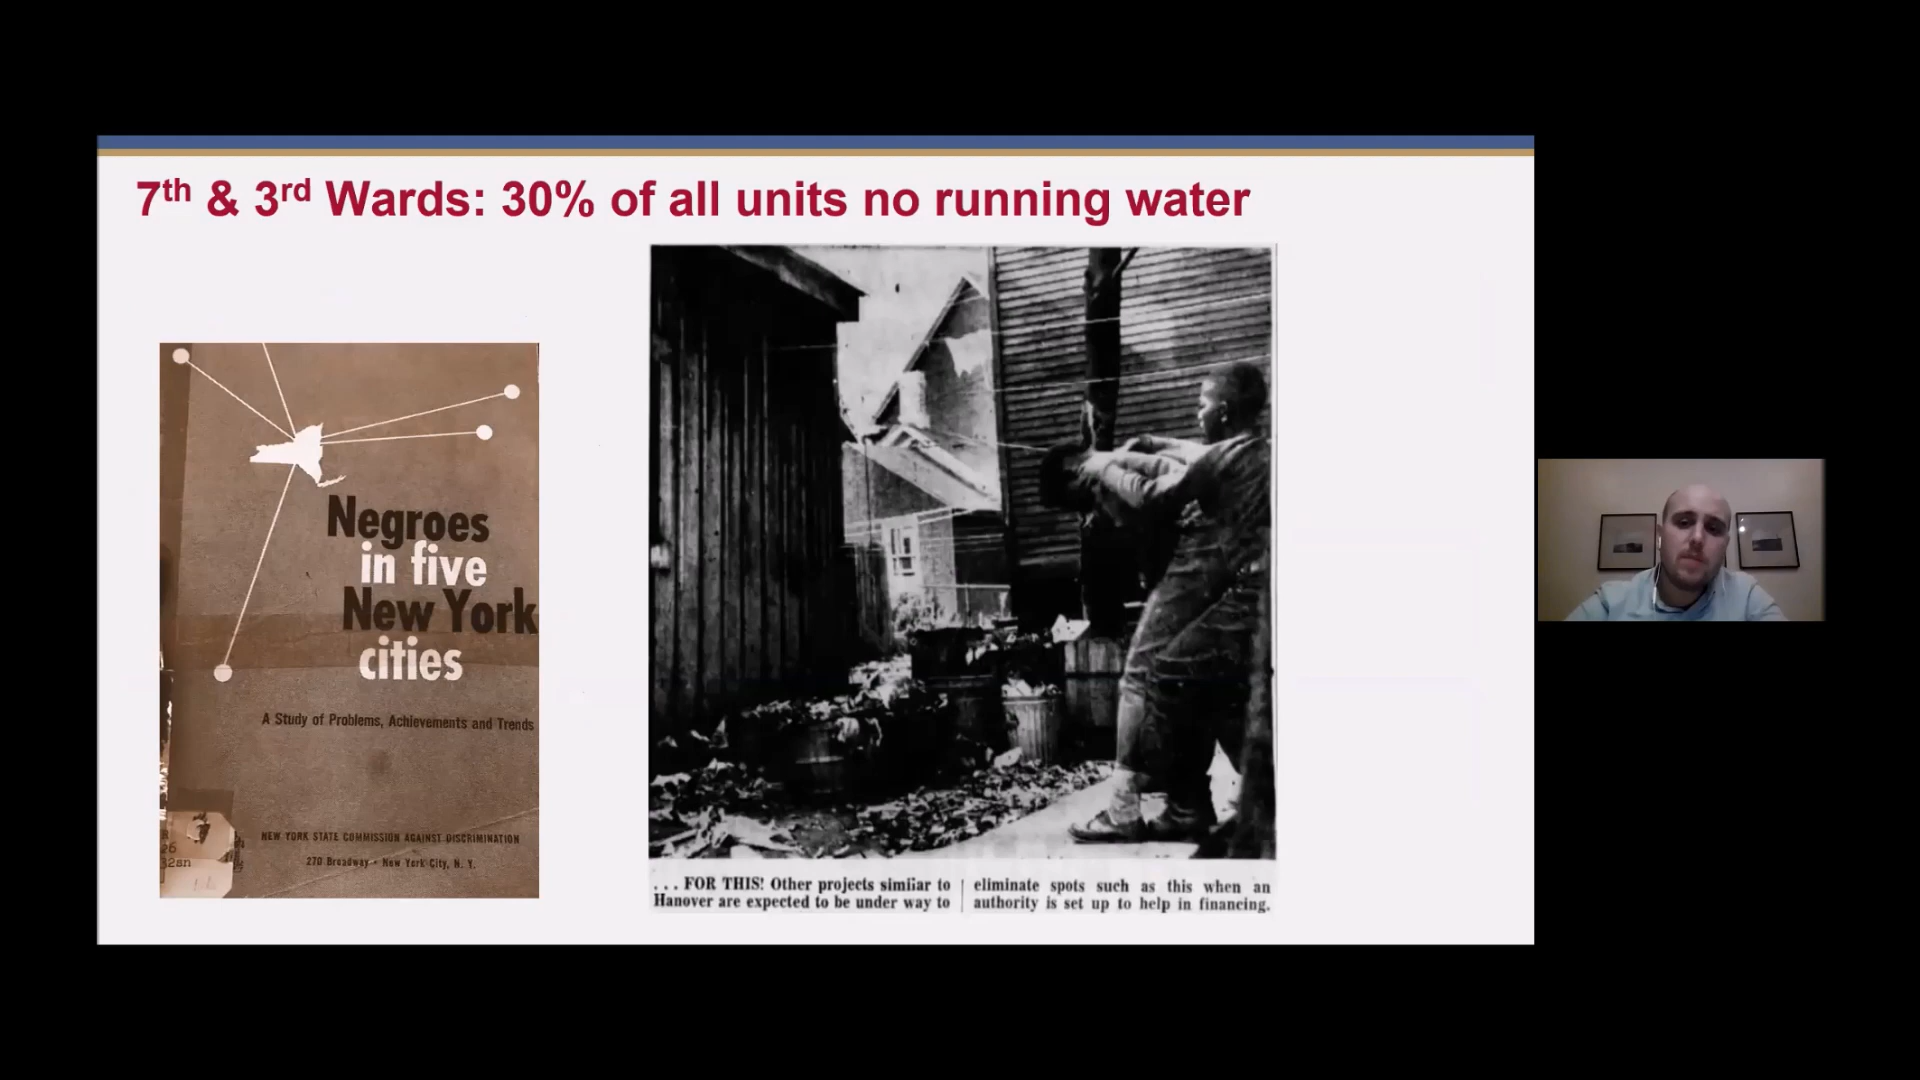 7th & 3rd Wards: 30% of all units no running water
Negroes
in five
New York
cities
A Study of Problems, Achievements and Trends
NEW YORK STATE COMMISSION AGAINST DISCRIMINATION
270 Broadway • New York City, N. Y.
26
32sn
. . . FOR THIS! Other projects similar to
Hanover are expected to be under way to
eliminate spots such as this when an
authority is set up to help in financing.